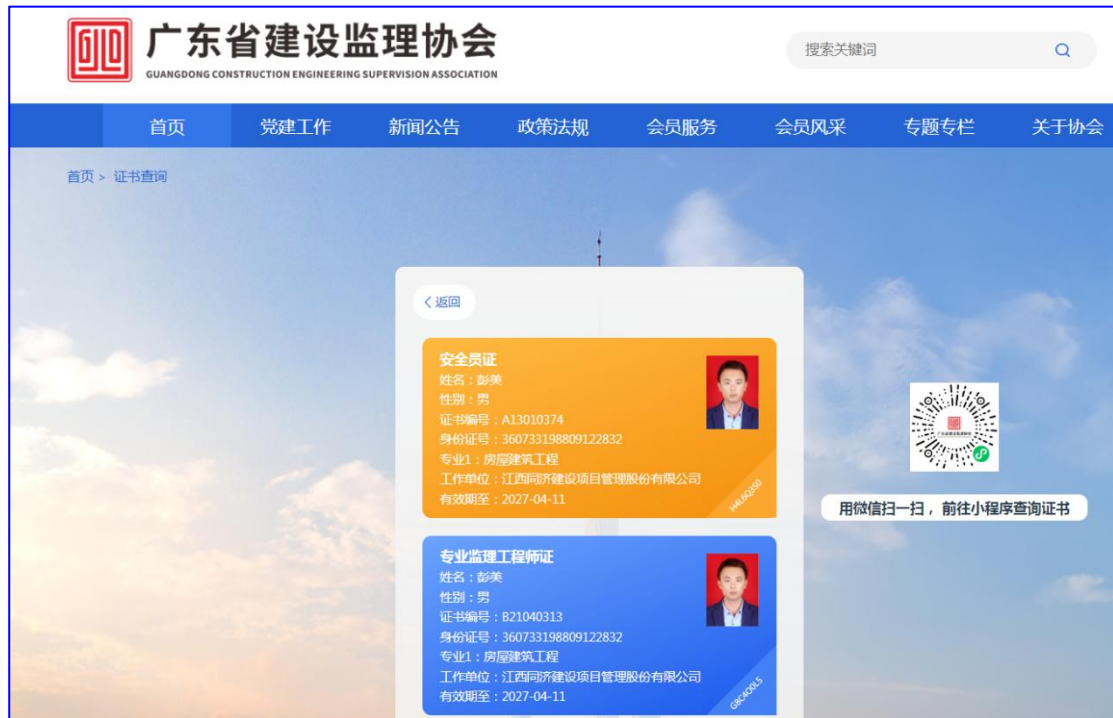 广东省建设监理协会
GUANGDONG CONSTRUCTION ENGINEERING SUPERVISION ASSOCIATION
搜索关键词
首页 党建工作 新闻公告 政策法规 会员服务 会员风采 专题专栏 关于协会
首页 > 证书查询
返回
安全员证
姓名：彭美
性别：男
证书编号：A13010374
身份证号：360733198809122832
专业1：房屋建筑工程
工作单位：江西同济建设项目管理股份有限公司
有效期至：2027-04-11
H4L6Q3S0
用微信扫一扫，前往小程序查询证书
专业监理工程师证
姓名：彭美
性别：男
证书编号：B21040313
身份证号：360733198809122832
专业1：房屋建筑工程
工作单位：江西同济建设项目管理股份有限公司
有效期至：2027-04-11